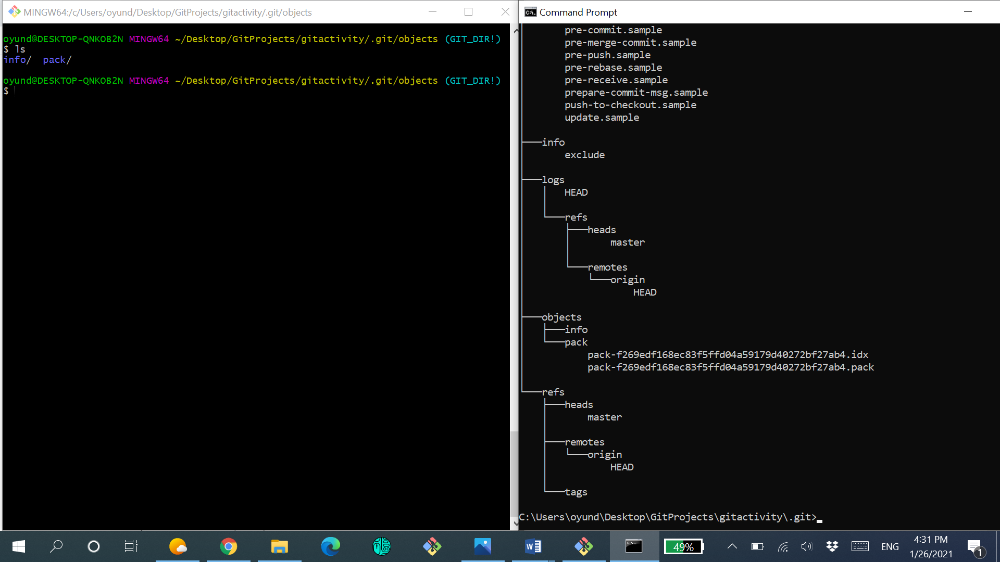 MINGW64:/c/Users/oyund/Desktop/GitProjects/gitactivity/.git/objects
oyund@DESKTOP-QNKOB2N MINGW64 ~/Desktop/GitProjects/gitactivity/.git/objects (GIT_DIR!)
$ ls
info/  pack/
oyund@DESKTOP-QNKOB2N MINGW64 ~/Desktop/GitProjects/gitactivity/.git/objects (GIT_DIR!)
$
Command Prompt
pre-commit.sample
pre-merge-commit.sample
pre-push.sample
pre-rebase.sample
pre-receive.sample
prepare-commit-msg.sample
push-to-checkout.sample
update.sample
info
exclude
logs
HEAD
refs
heads
master
remotes
origin
HEAD
objects
info
pack
pack-f269edf168ec83f5ffd04a59179d40272bf27ab4.idx
pack-f269edf168ec83f5ffd04a59179d40272bf27ab4.pack
refs
heads
master
remotes
origin
HEAD
tags
C:\Users\oyund\Desktop\GitProjects\gitactivity\.git>
49%
ENG
4:31 PM
1/26/2021
1